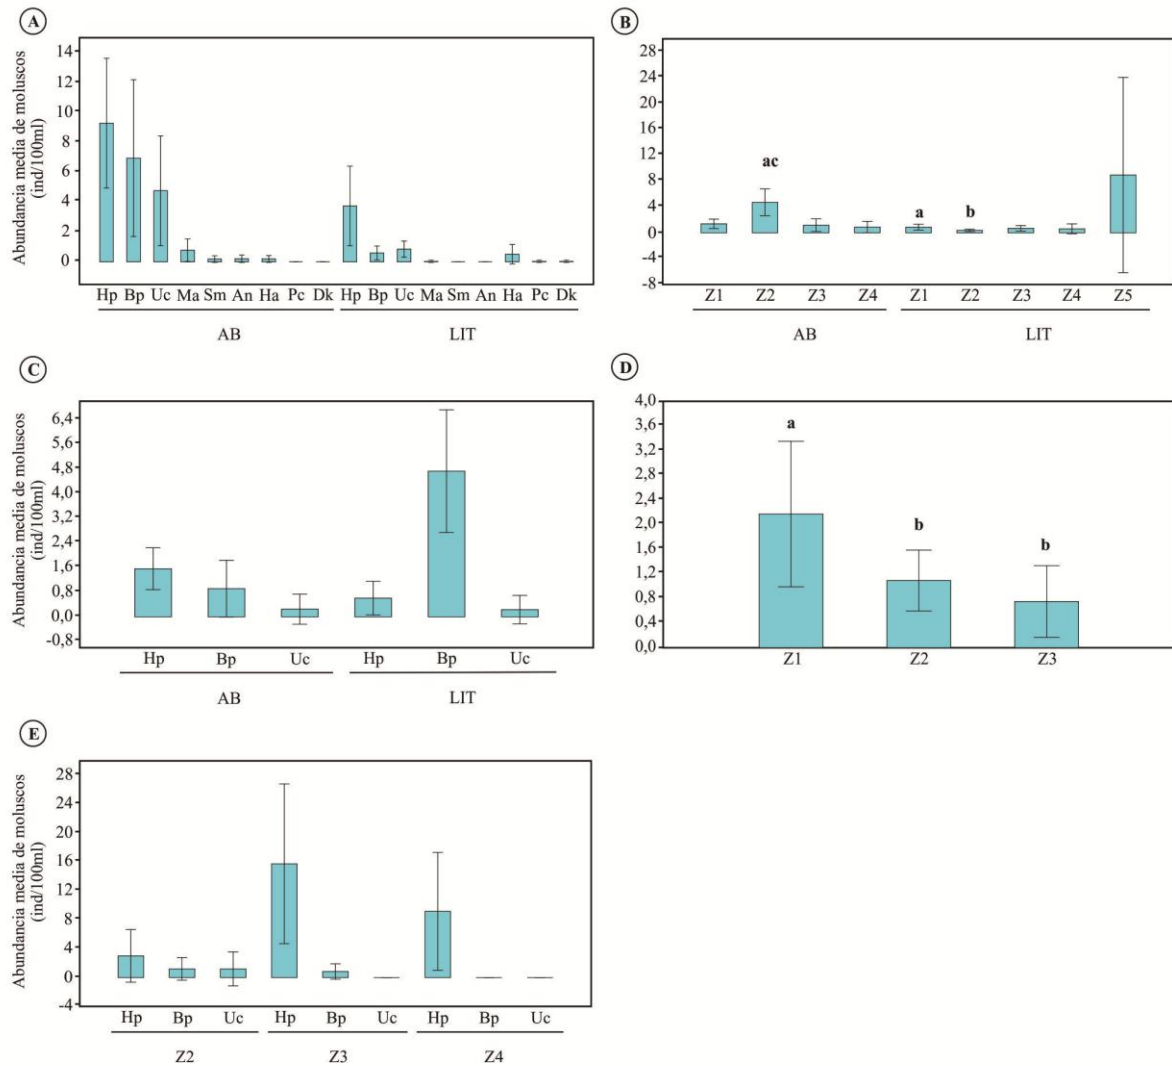 A
Abundancia media de moluscos
(ind/100ml)
14
12
10
8
6
4
2
0
Hp Bp Uc Ma Sm An Ha Pc Dk Hp Bp Uc Ma Sm An Ha Pc Dk
AB LIT
B
28
24
20
16
12
8
4
0
-4
-8
ac
a
b
Z1 Z2 Z3 Z4 Z1 Z2 Z3 Z4 Z5
AB LIT
C
Abundancia media de moluscos
(ind/100ml)
6,4
5,6
4,8
4,0
3,2
2,4
1,6
0,8
0,0
-0,8
Hp Bp Uc Hp Bp Uc
AB LIT
D
4,0
3,6
3,2
2,8
2,4
2,0
1,6
1,2
0,8
0,4
0,0
a
b
b
Z1 Z2 Z3
E
Abundancia media de moluscos
(ind/100ml)
28
24
20
16
12
8
4
0
-4
Hp Bp Uc Hp Bp Uc Hp Bp Uc
Z2 Z3 Z4